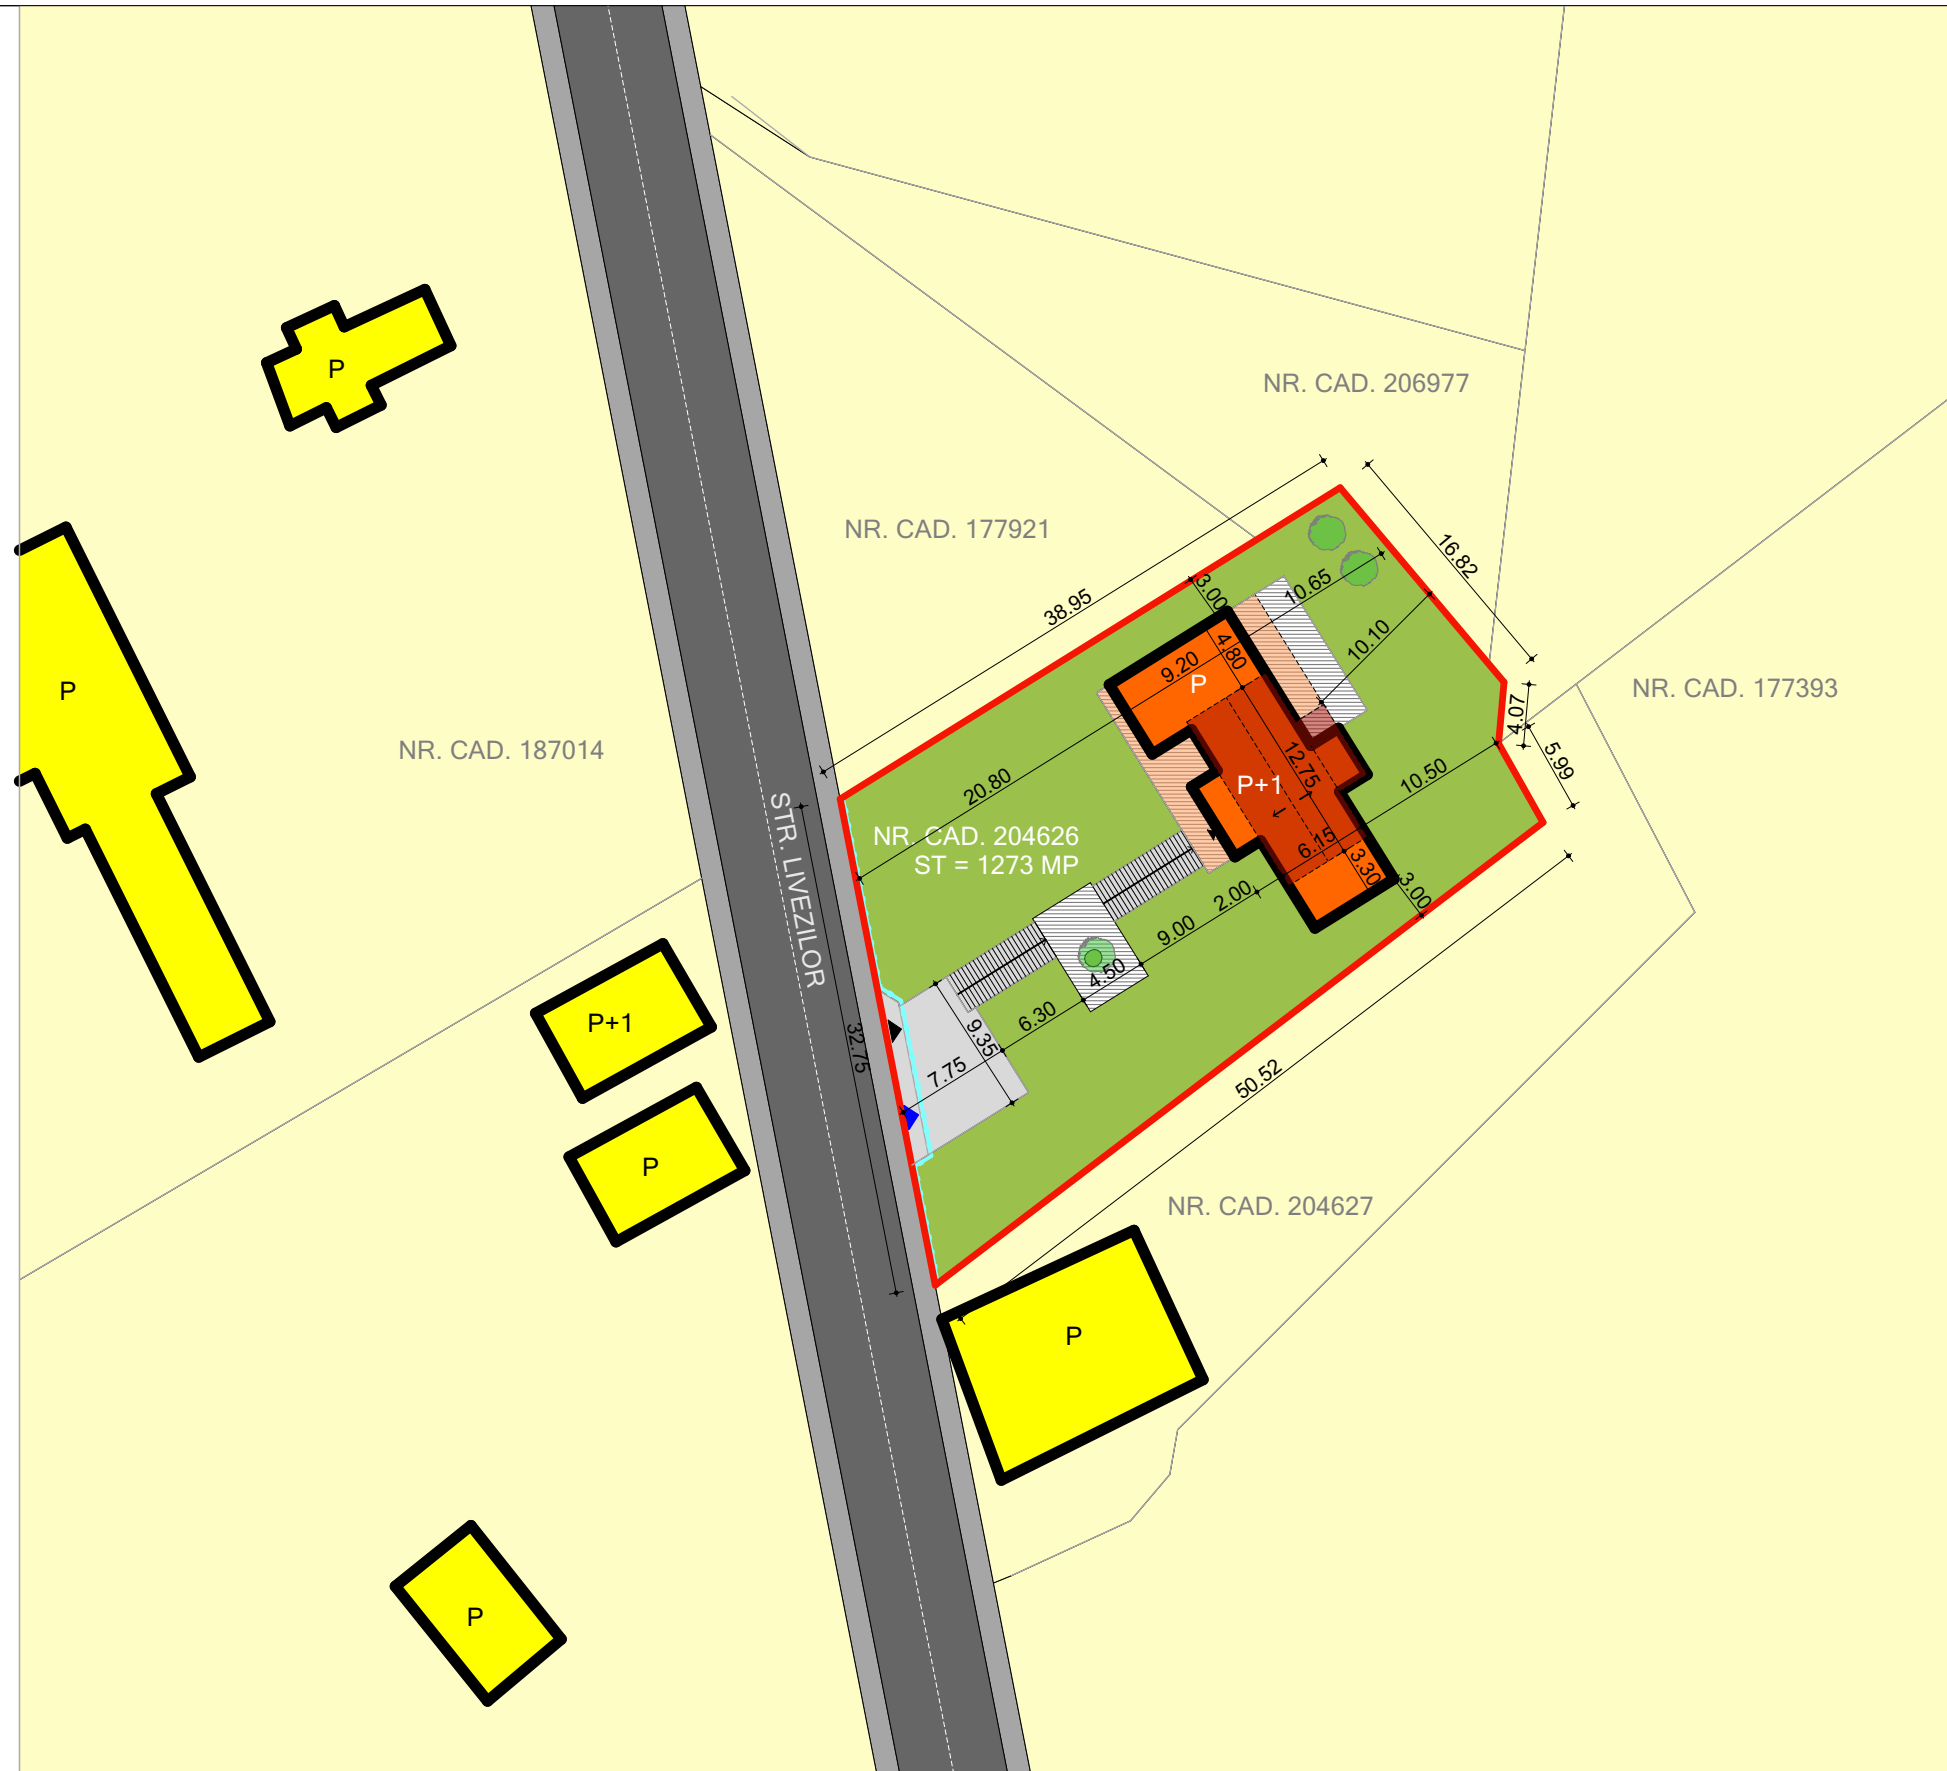 P
NR. CAD. 206977
16.82
NR. CAD. 177921
38.95
3.00
10.65
10.10
4.80
9.20
P
P
NR. CAD. 177393
4.07
5.99
NR. CAD. 187014
12.75
P+1
10.50
20.80
NR. CAD. 204626
ST = 1273 MP
6.15
3.30
3.00
2.00
9.00
4.50
STR. LIVEZILOR
6.30
P+1
32.75
9.35
7.75
50.52
P
NR. CAD. 204627
P
P